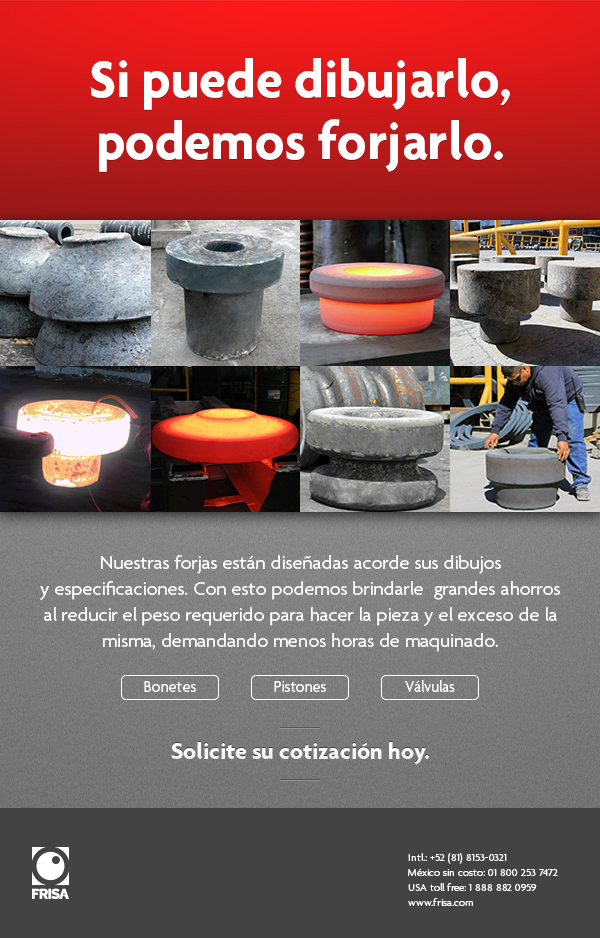 Si puede dibujarlo,
podemos forjarlo.
Nuestras forjas están diseñadas acorde sus dibujos
y especificaciones. Con esto podemos brindarle grandes ahorros
al reducir el peso requerido para hacer la pieza y el exceso de la
misma, demandando menos horas de maquinado.
Bonetes
Pistones
Válvulas
Solicite su cotización hoy.
FRISA
Intl.: +52 (81) 8153-0321
México sin costo: 01 800 253 7472
USA toll free: 1 888 882 0959
www.frisa.com